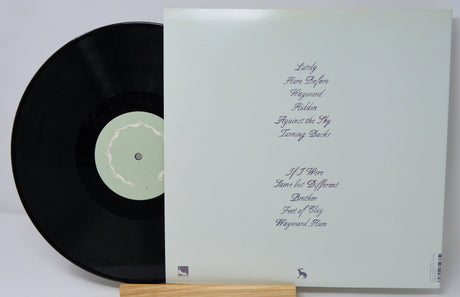 Lately
Here Before
Wayward
Hidden
Against the Sky
Turning Backs
If I Were
Same but Different
Brother
Feet of Clay
Wayward Hum